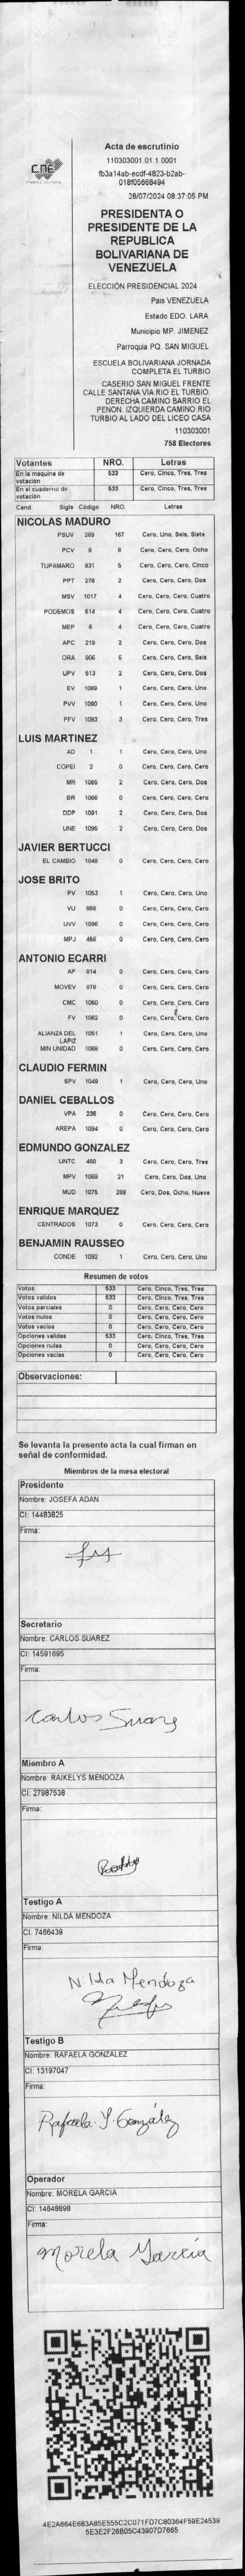 CNE
Acta de escrutinio
110303001.01.1.0001
fb3a14ab-ecdf-4823-b2ab-
018f05668494
28/07/2024 08:37:05 PM
PRESIDENTA O
PRESIDENTE DE LA
REPUBLICA
BOLIVARIANA DE
VENEZUELA
ELECCIÓN PRESIDENCIAL 2024
Pais VENEZUELA
Estado EDO. LARA
Municipio MP. JIMENEZ
Parroquia PQ. SAN MIGUEL
ESCUELA BOLIVARIANA JORNADA
COMPLETA EL TURBIO
CASERIO SAN MIGUEL FRENTE
CALLE SANTANA VIA RIO EL TURBIO.
DERECHA CAMINO BARRIO EL
PENON. IZQUIERDA CAMINO RIO
TURBIO AL LADO DEL LICEO CASA
110303001
758 Electores
Votantes NRO. Letras
En la maquina de votación 533 Cero, Cinco, Tres, Tres
En el cuaderno de votación 533 Cero, Cinco, Tres, Tres
Cand. Sigla Código NRO. Letras
NICOLAS MADURO
PSUV 269 167 Cero, Uno, Seis, Siete
PCV 9 8 Cero, Cero, Cero, Ocho
TUPAMARO 931 5 Cero, Cero, Cero, Cinco
PPT 276 2 Cero, Cero, Cero, Dos
MSV 1017 4 Cero, Cero, Cero, Cuatro
PODEMOS 514 4 Cero, Cero, Cero, Cuatro
MEP 6 4 Cero, Cero, Cero, Cuatro
APC 219 2 Cero, Cero, Cero, Dos
ORA 906 6 Cero, Cero, Cero, Seis
UPV 513 2 Cero, Cero, Cero, Dos
EV 1089 1 Cero, Cero, Cero, Uno
PVV 1090 1 Cero, Cero, Cero, Uno
PFV 1093 3 Cero, Cero, Cero, Tres
LUIS MARTINEZ
AD 1 1 Cero, Cero, Cero, Uno
COPEI 2 0 Cero, Cero, Cero, Cero
MR 1065 2 Cero, Cero, Cero, Dos
BR 1066 0 Cero, Cero, Cero, Cero
DDP 1091 2 Cero, Cero, Cero, Dos
UNE 1095 2 Cero, Cero, Cero, Dos
JAVIER BERTUCCI
EL CAMBIO 1048 0 Cero, Cero, Cero, Cero
JOSE BRITO
PV 1053 1 Cero, Cero, Cero, Uno
VU 868 0 Cero, Cero, Cero, Cero
UVV 1096 0 Cero, Cero, Cero, Cero
MPJ 456 0 Cero, Cero, Cero, Cero
ANTONIO ECARRI
AP 814 0 Cero, Cero, Cero, Cero
MOVEV 978 0 Cero, Cero, Cero, Cero
CMC 1050 0 Cero, Cero, Cero, Cero
FV 1062 0 Cero, Cero, Cero, Cero
ALIANZA DEL LAPIZ 1051 1 Cero, Cero, Cero, Uno
MIN UNIDAD 1068 0 Cero, Cero, Cero, Cero
CLAUDIO FERMIN
SPV 1049 1 Cero, Cero, Cero, Uno
DANIEL CEBALLOS
VPA 236 0 Cero, Cero, Cero, Cero
AREPA 1094 0 Cero, Cero, Cero, Cero
EDMUNDO GONZALEZ
UNTC 460 3 Cero, Cero, Cero, Tres
MPV 1069 21 Cero, Cero, Dos, Uno
MUD 1075 289 Cero, Dos, Ocho, Nueve
ENRIQUE MARQUEZ
CENTRADOS 1073 0 Cero, Cero, Cero, Cero
BENJAMIN RAUSSEO
CONDE 1092 1 Cero, Cero, Cero, Uno
Resumen de votos
Votos 533 Cero, Cinco, Tres, Tres
Votos validos 533 Cero, Cinco, Tres, Tres
Votos parciales 0 Cero, Cero, Cero, Cero
Votos nulos 0 Cero, Cero, Cero, Cero
Votos vacios 0 Cero, Cero, Cero, Cero
Opciones validas 533 Cero, Cinco, Tres, Tres
Opciones nulas 0 Cero, Cero, Cero, Cero
Opciones vacias 0 Cero, Cero, Cero, Cero
Observaciones:
Se levanta la presente acta la cual firman en
señal de conformidad.
Miembros de la mesa electoral
Presidente
Nombre: JOSEFA ADAN
CI: 14483825
Firma:
Secretario
Nombre: CARLOS SUAREZ
CI: 14591695
Firma:
Carlos Suarez
Miembro A
Nombre: RAIKELYS MENDOZA
CI: 27987538
Firma:
Testigo A
Nombre: NILDA MENDOZA
CI: 7466439
Firma:
Nilda Mendoza
Testigo B
Nombre: RAFAELA GONZALEZ
CI: 13197047
Firma:
Rafaela Y. González
Operador
Nombre: MORELA GARCIA
CI: 14648898
Firma:
Morela Garcia
4E2A664E683A85E555C2C071FD7C80364F59E24539
5E3E2F26B05C43907D7665